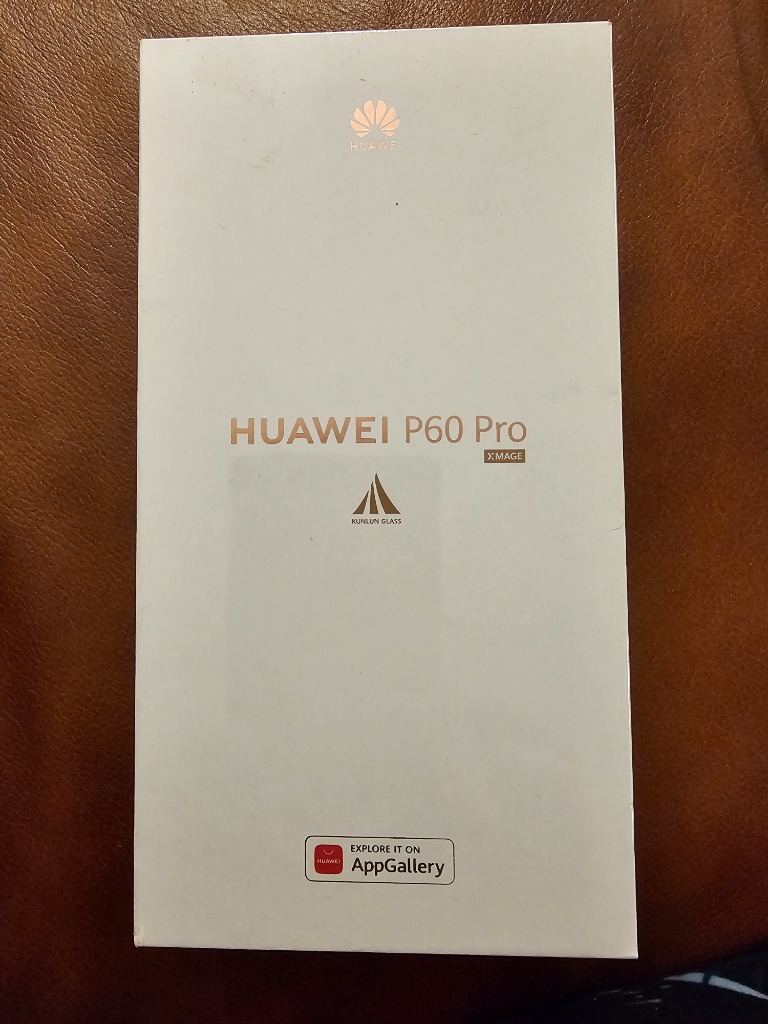 HUAWEI
HUAWEI P60 Pro
XMAGE
KUNLUN GLASS
EXPLORE IT ON
HUAWEI
AppGallery